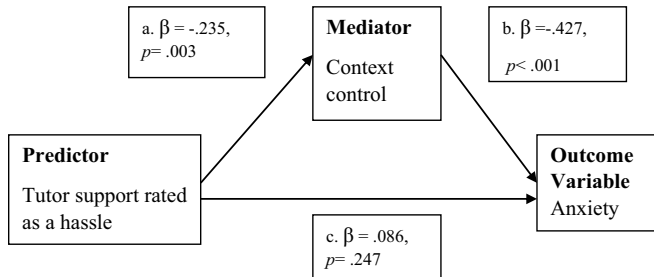 a. β = -.235,
p= .003
Mediator
Context
control
b. β =-.427,
p< .001
Predictor
Tutor support rated
as a hassle
Outcome
Variable
Anxiety
c. β = .086,
p= .247